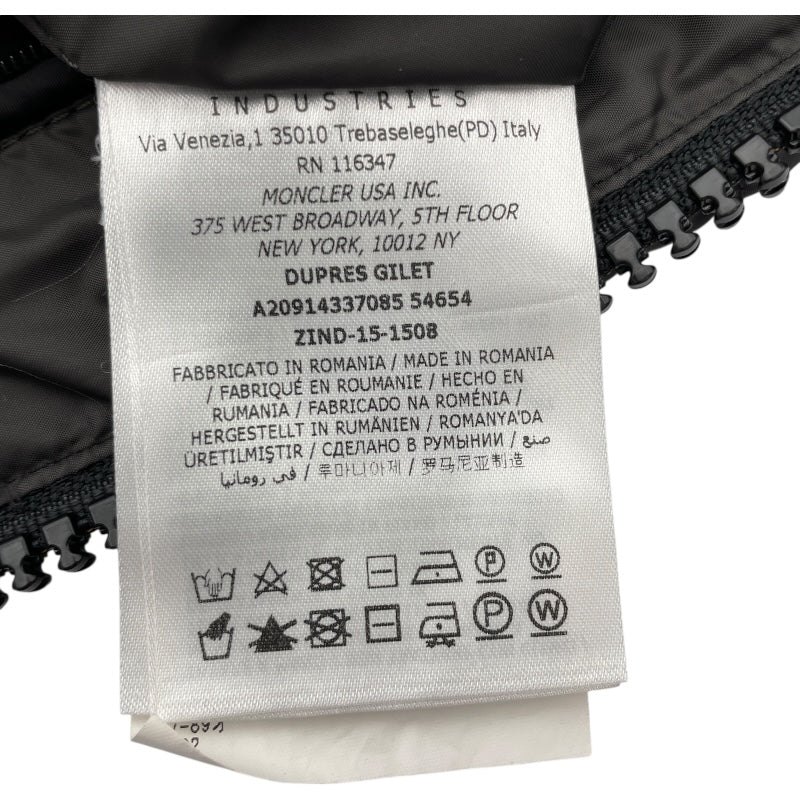 INDUSTRIES
Via Venezia,1 35010 Trebaseleghe(PD) Italy
RN 116347
MONCLER USA INC.
375 WEST BROADWAY, 5TH FLOOR
NEW YORK, 10012 NY
DUPRES GILET
A20914337085 54654
ZIND-15-1508
FABBRICATO IN ROMANIA / MADE IN ROMANIA
/ FABRIQUÉ EN ROUMANIE / HECHO EN
RUMANIA / FABRICADO NA ROMÉNIA /
HERGESTELLT IN RUMÄNIEN / ROMANYA'DA
ÜRETILMIŞTIR / СДЕЛАНО В РУМЫНИИ / صنع
في رومانيا / 루마니아제 / 罗马尼亚制造
P W
P W